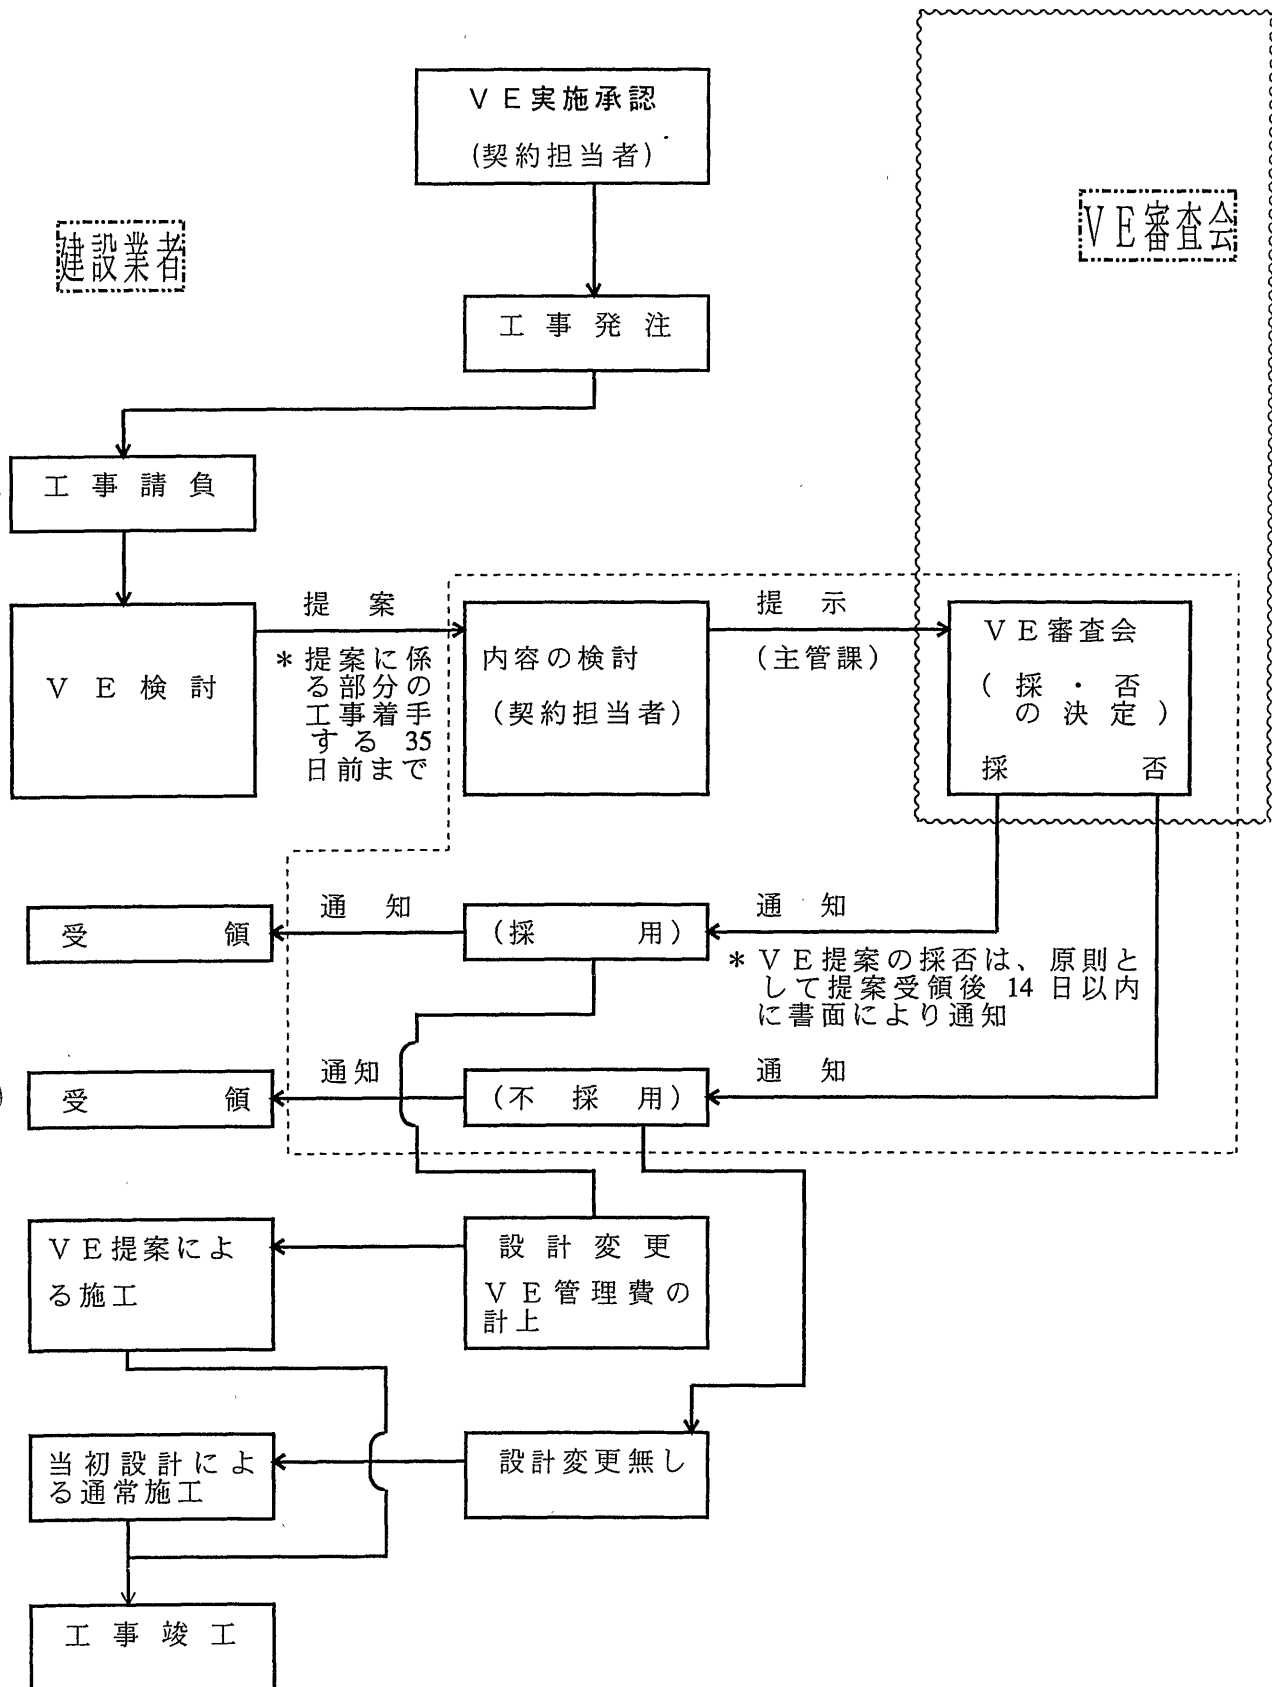 ＶＥ実施承認
(契約担当者)
建設業者
ＶＥ審査会
工事発注
工事請負
ＶＥ検討
提案
＊提案に係
る部分の
工事着手
する 35
日前まで
内容の検討
(契約担当者)
提示
(主管課)
ＶＥ審査会
(採・否
の決定)
採 否
受領
通知
(採用)
通知
＊ＶＥ提案の採否は、原則と
して提案受領後 14 日以内
に書面により通知
受領
通知
(不採用)
通知
ＶＥ提案によ
る施工
設計変更
ＶＥ管理費の
計上
当初設計によ
る通常施工
設計変更無し
工事竣工